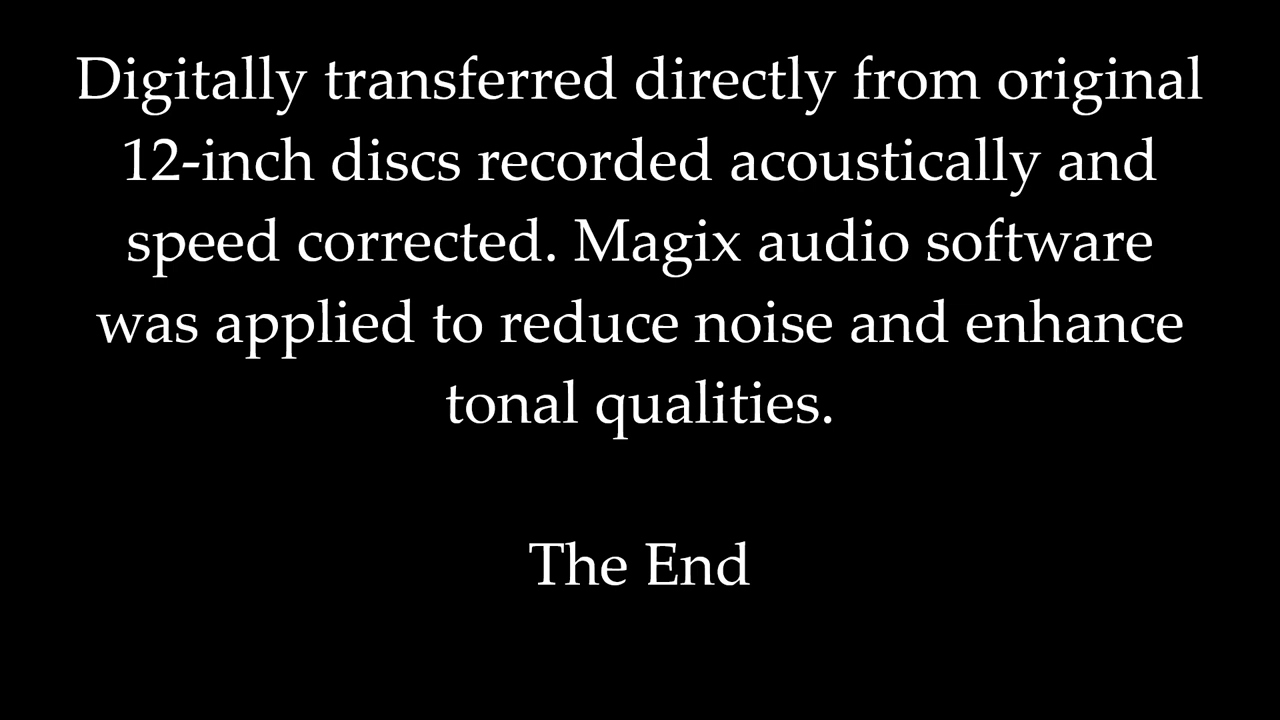 Digitally transferred directly from original
12-inch discs recorded acoustically and
speed corrected. Magix audio software
was applied to reduce noise and enhance
tonal qualities.
The End